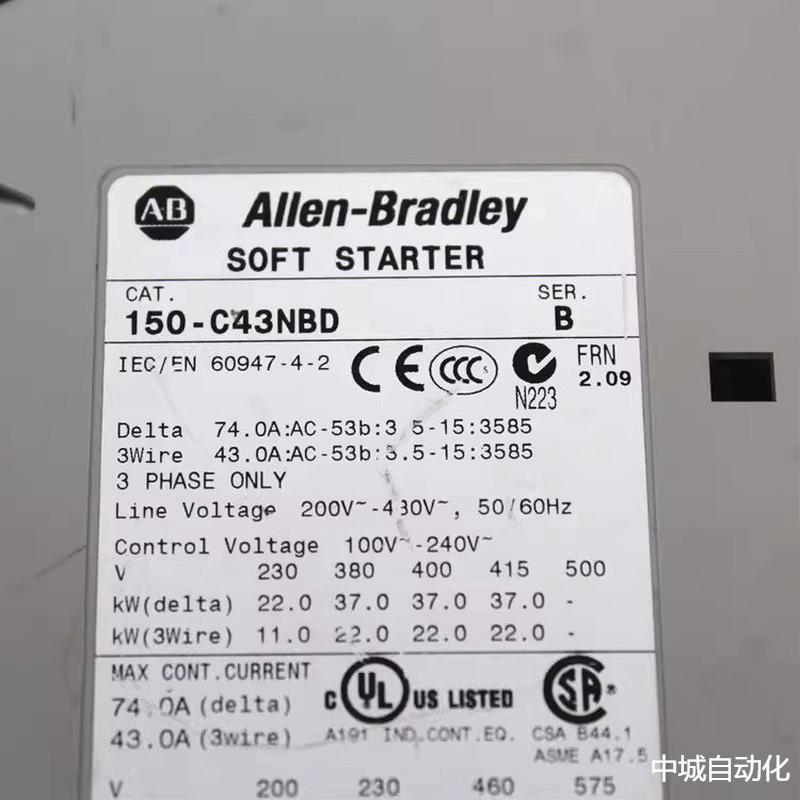 AB Allen-Bradley
SOFT STARTER
CAT. SER.
150-C43NBD B
IEC/EN 60947-4-2 CE CCC N223 FRN 2.09
Delta 74.0A:AC-53b:3.5-15:3585
3Wire 43.0A:AC-53b:3.5-15:3585
3 PHASE ONLY
Line Voltage 200V~-480V~, 50/60Hz
Control Voltage 100V~-240V~
V 230 380 400 415 500
kW(delta) 22.0 37.0 37.0 37.0 -
kW(3Wire) 11.0 22.0 22.0 22.0 -
MAX CONT.CURRENT
74.0A (delta) C UL US LISTED SA
43.0A (3wire) A191 IND.CONT.EQ. CSA B44.1
ASME A17.5
V 200 230 460 575
中城自动化